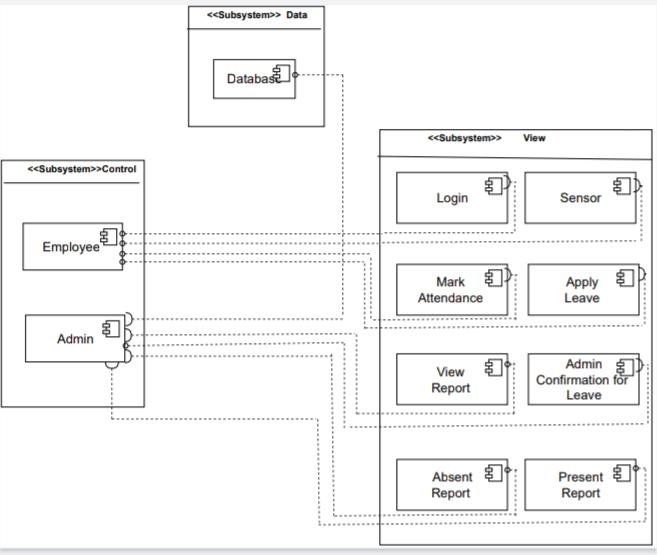 <<Subsystem>> Data
Database
<<Subsystem>> View
<<Subsystem>>Control
Login
Sensor
Employee
Mark
Attendance
Apply
Leave
Admin
View
Report
Admin
Confirmation for
Leave
Absent
Report
Present
Report